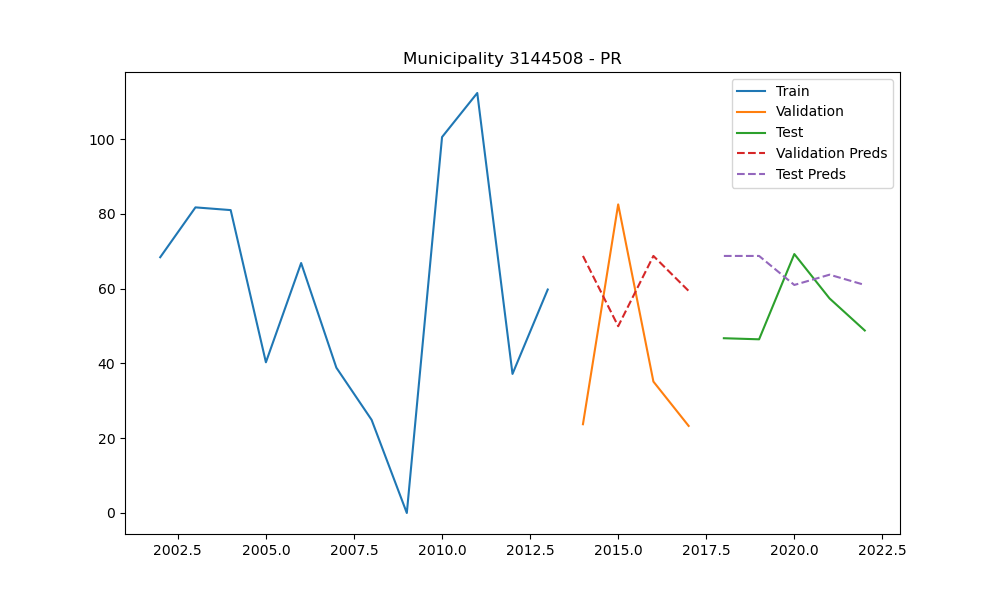 Municipality 3144508 - PR
Train
Validation
Test
Validation Preds
Test Preds
100
80
60
40
20
0
2002.5 2005.0 2007.5 2010.0 2012.5 2015.0 2017.5 2020.0 2022.5